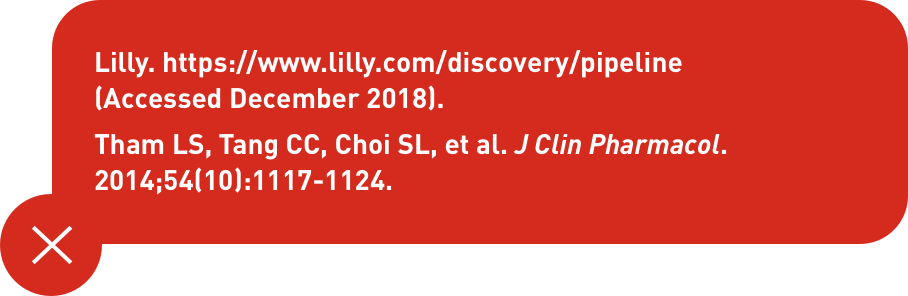 Lilly. https://www.lilly.com/discovery/pipeline
(Accessed December 2018).
Tham LS, Tang CC, Choi SL, et al. J Clin Pharmacol.
2014;54(10):1117-1124.